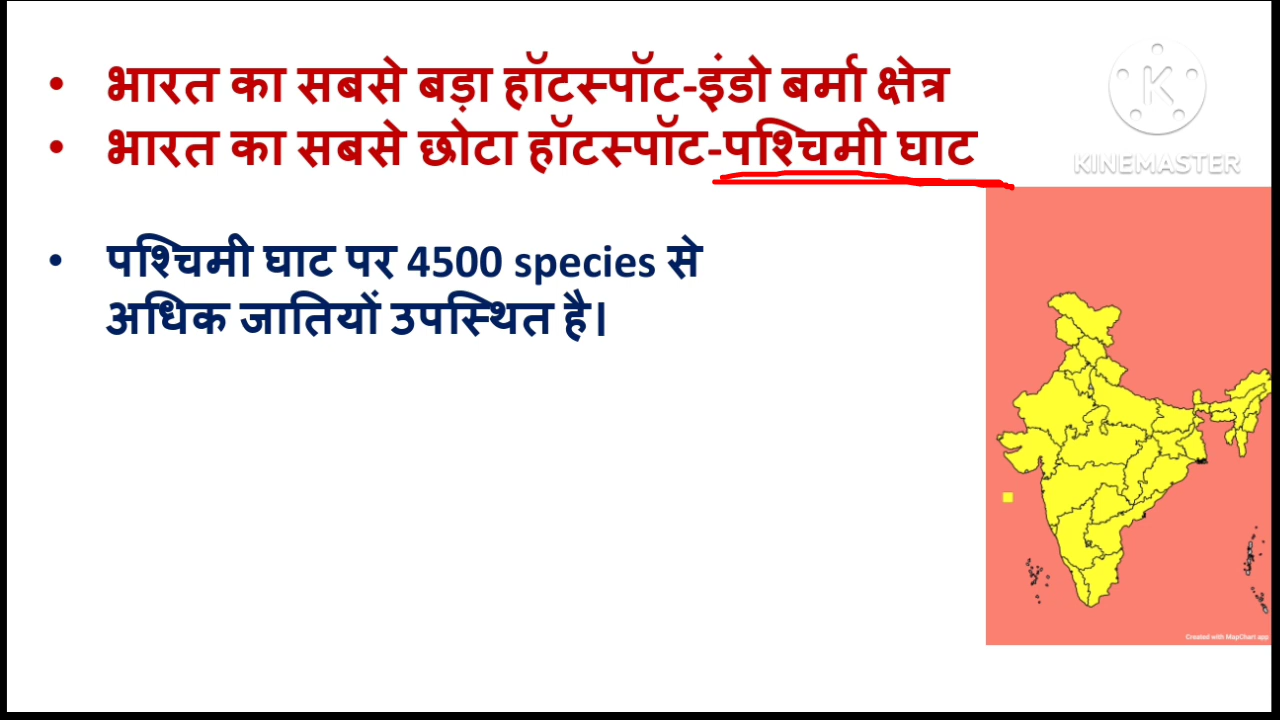 • भारत का सबसे बड़ा हॉटस्पॉट-इंडो बर्मा क्षेत्र
• भारत का सबसे छोटा हॉटस्पॉट-पश्चिमी घाट
• पश्चिमी घाट पर 4500 species से
अधिक जातियों उपस्थित है।
K
KINEMASTER
Created with MapChart app